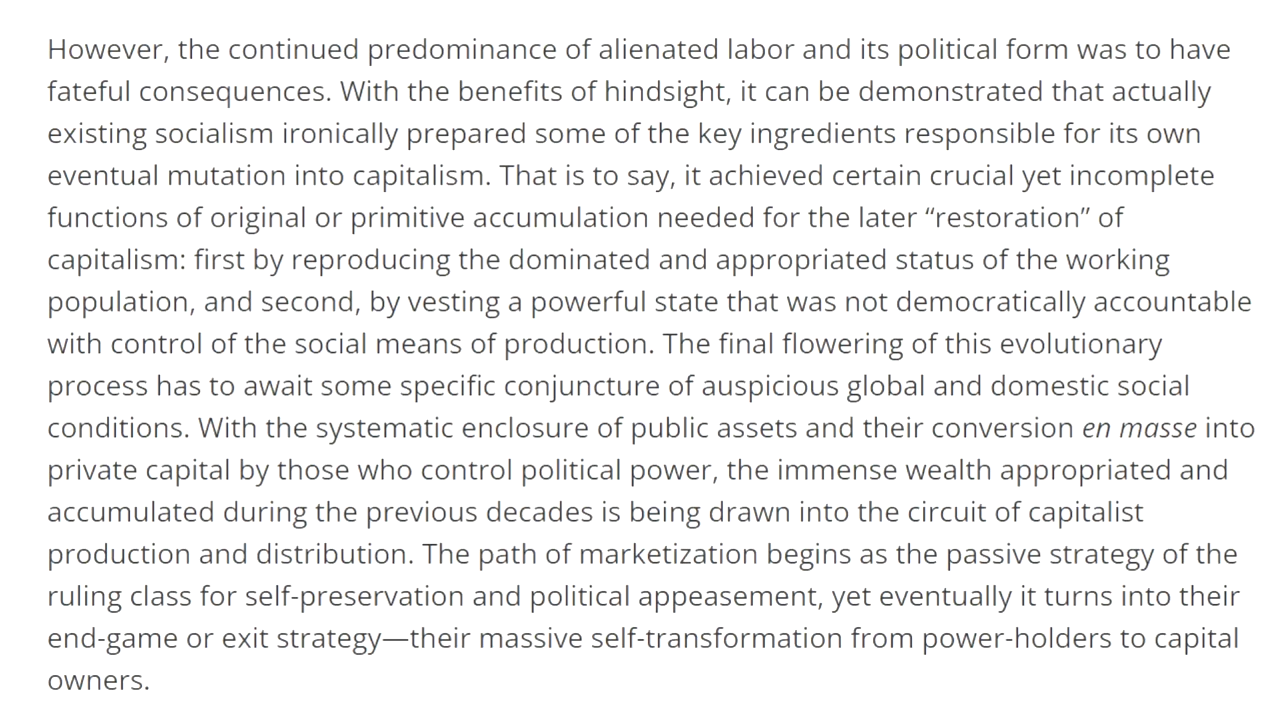 However, the continued predominance of alienated labor and its political form was to have
fateful consequences. With the benefits of hindsight, it can be demonstrated that actually
existing socialism ironically prepared some of the key ingredients responsible for its own
eventual mutation into capitalism. That is to say, it achieved certain crucial yet incomplete
functions of original or primitive accumulation needed for the later “restoration” of
capitalism: first by reproducing the dominated and appropriated status of the working
population, and second, by vesting a powerful state that was not democratically accountable
with control of the social means of production. The final flowering of this evolutionary
process has to await some specific conjuncture of auspicious global and domestic social
conditions. With the systematic enclosure of public assets and their conversion en masse into
private capital by those who control political power, the immense wealth appropriated and
accumulated during the previous decades is being drawn into the circuit of capitalist
production and distribution. The path of marketization begins as the passive strategy of the
ruling class for self-preservation and political appeasement, yet eventually it turns into their
end-game or exit strategy—their massive self-transformation from power-holders to capital
owners.